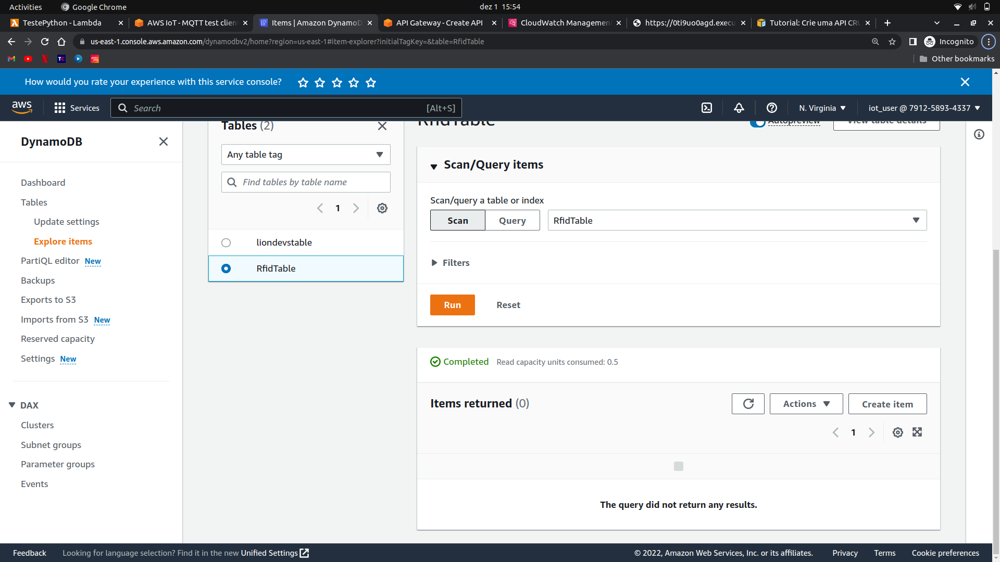 Activities
Google Chrome
dez 1 15:54
TestePython - Lambda
AWS IoT - MQTT test clien
Items | Amazon DynamoD
API Gateway - Create API
CloudWatch Managemen
https://0ti9uo0agd.execu
Tutorial: Crie uma API CRU
us-east-1.console.aws.amazon.com/dynamodbv2/home?region=us-east-1#item-explorer?initialTagKey=&table=RfidTable
Incognito
TC
Other bookmarks
How would you rate your experience with this service console?
aws
Services
Search
[Alt+S]
N. Virginia
iot_user @ 7912-5893-4337
DynamoDB
Dashboard
Tables
Update settings
Explore items
PartiQL editor New
Backups
Exports to S3
Imports from S3 New
Reserved capacity
Settings New
DAX
Clusters
Subnet groups
Parameter groups
Events
Tables (2)
Any table tag
Find tables by table name
1
liondevstable
RfidTable
RfidTable
Autopreview
View table details
Scan/Query items
Scan/query a table or index
Scan
Query
RfidTable
Filters
Run
Reset
Completed
Read capacity units consumed: 0.5
Items returned (0)
Actions
Create item
1
The query did not return any results.
Feedback
Looking for language selection? Find it in the new Unified Settings
© 2022, Amazon Web Services, Inc. or its affiliates.
Privacy
Terms
Cookie preferences